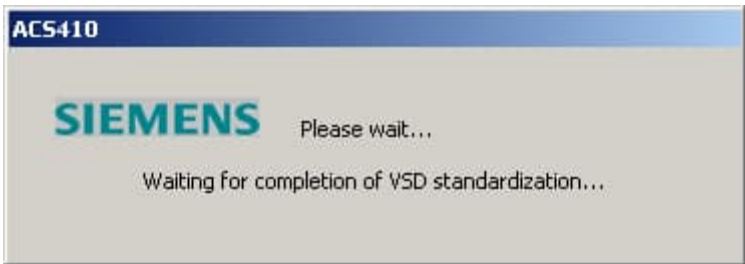 ACS410
SIEMENS Please wait...
Waiting for completion of VSD standardization...